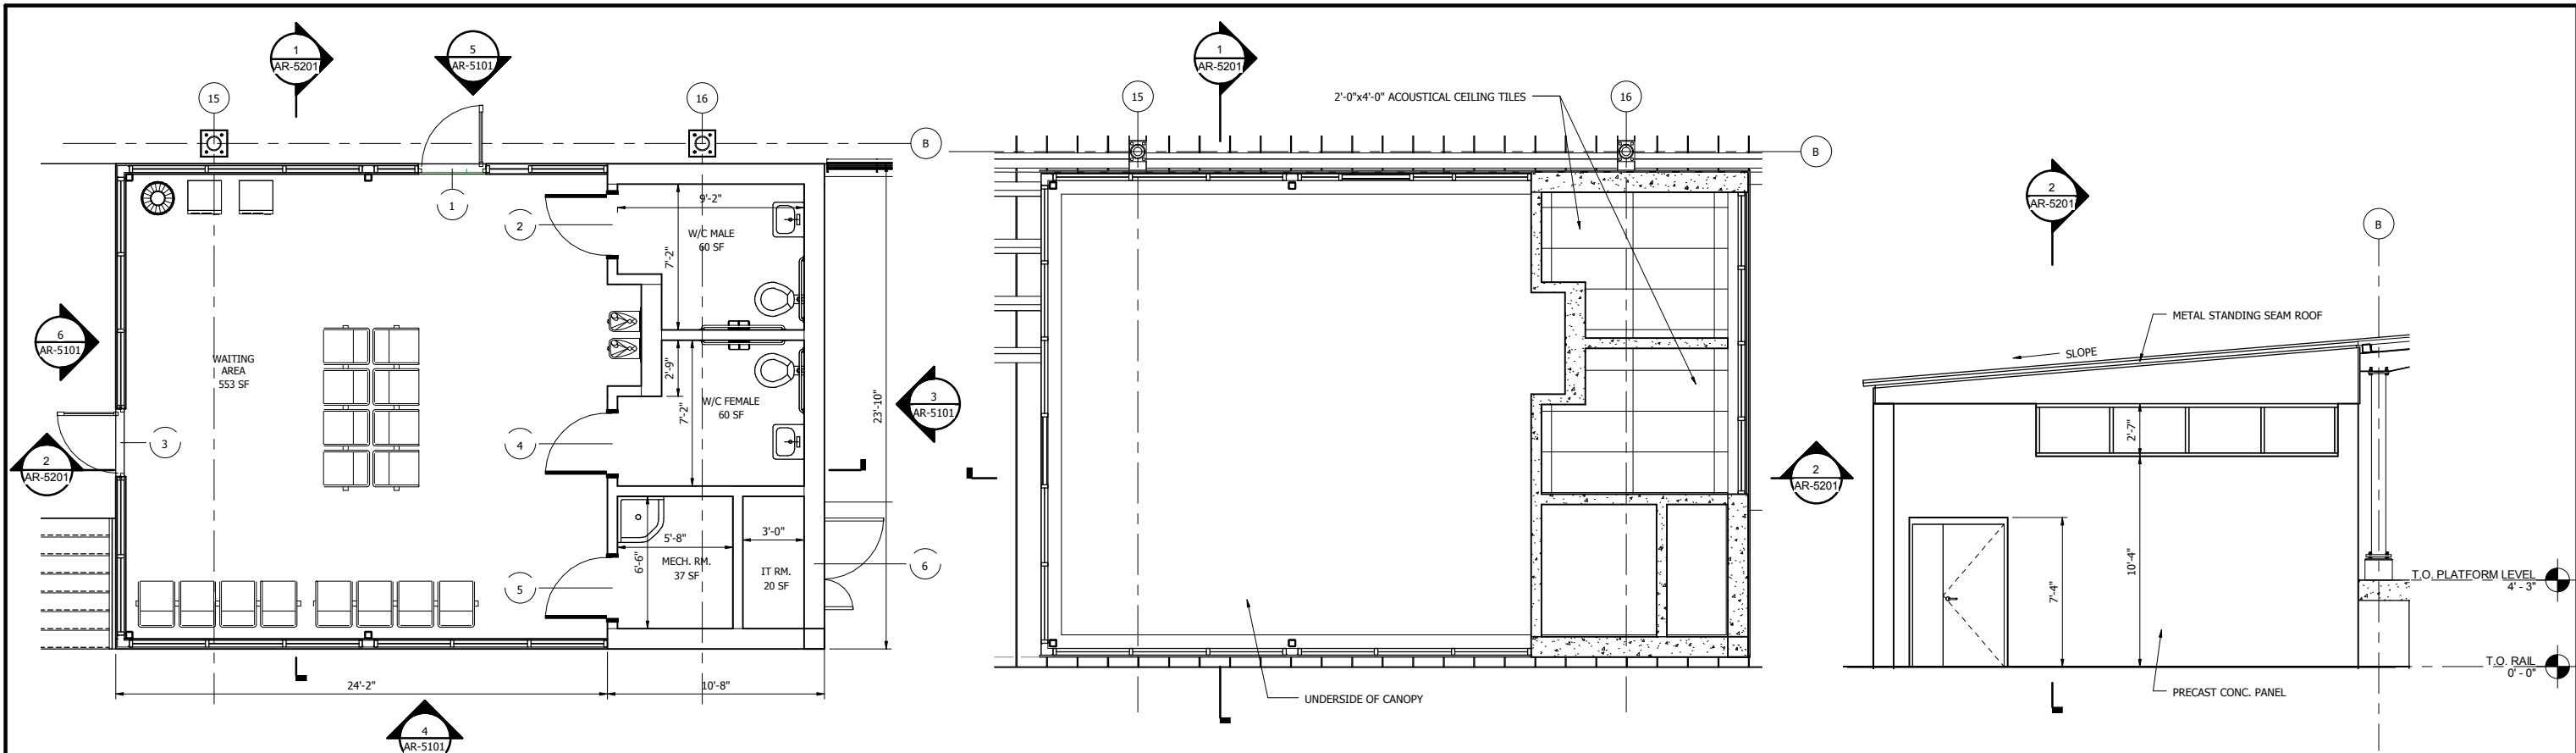 1
AR-5201
5
AR-5101
15
16
B
1
2
9'-2"
W/C MALE
60 SF
7'-2"
6
AR-5101
WAITING
AREA
553 SF
2'-9"
W/C FEMALE
60 SF
7'-2"
3
AR-5101
23'-10"
3
4
2
AR-5201
5'-8"
3'-0"
6'-6"
MECH. RM.
37 SF
IT RM.
20 SF
5
6
24'-2"
10'-8"
4
AR-5101
1
AR-5201
2'-0"x4'-0" ACOUSTICAL CEILING TILES
15
16
B
2
AR-5201
UNDERSIDE OF CANOPY
2
AR-5201
B
METAL STANDING SEAM ROOF
SLOPE
2'-7"
10'-4"
7'-4"
T.O. PLATFORM LEVEL
4' - 3"
T.O. RAIL
0' - 0"
PRECAST CONC. PANEL